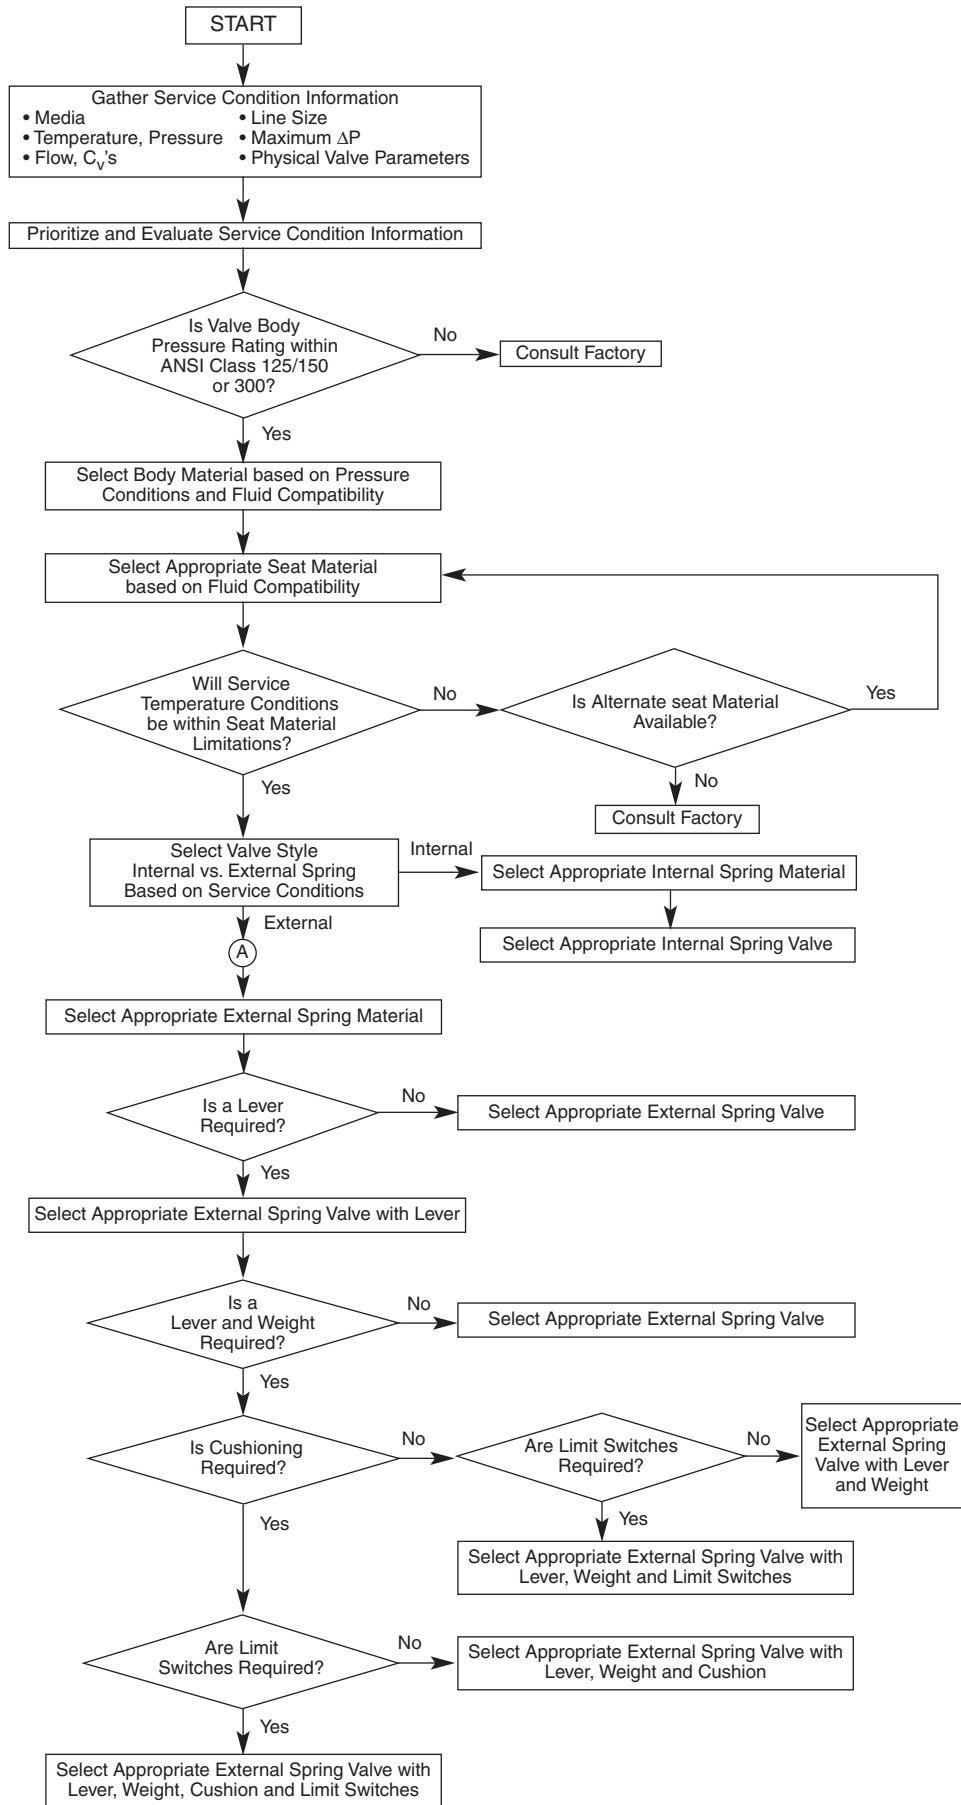 START
Gather Service Condition Information
• Media
• Temperature, Pressure
• Flow, Cv's
• Line Size
• Maximum ΔP
• Physical Valve Parameters
Prioritize and Evaluate Service Condition Information
Is Valve Body
Pressure Rating within
ANSI Class 125/150
or 300?
No
Consult Factory
Yes
Select Body Material based on Pressure
Conditions and Fluid Compatibility
Select Appropriate Seat Material
based on Fluid Compatibility
Will Service
Temperature Conditions
be within Seat Material
Limitations?
No
Is Alternate seat Material
Available?
Yes
No
Consult Factory
Yes
Select Valve Style
Internal vs. External Spring
Based on Service Conditions
Internal
Select Appropriate Internal Spring Material
Select Appropriate Internal Spring Valve
External
A
Select Appropriate External Spring Material
Is a Lever
Required?
No
Select Appropriate External Spring Valve
Yes
Select Appropriate External Spring Valve with Lever
Is a
Lever and Weight
Required?
No
Select Appropriate External Spring Valve
Yes
Is Cushioning
Required?
No
Are Limit Switches
Required?
No
Select Appropriate
External Spring
Valve with Lever
and Weight
Yes
Select Appropriate External Spring Valve with
Lever, Weight and Limit Switches
Yes
Are Limit
Switches Required?
No
Select Appropriate External Spring Valve with
Lever, Weight and Cushion
Yes
Select Appropriate External Spring Valve with
Lever, Weight, Cushion and Limit Switches